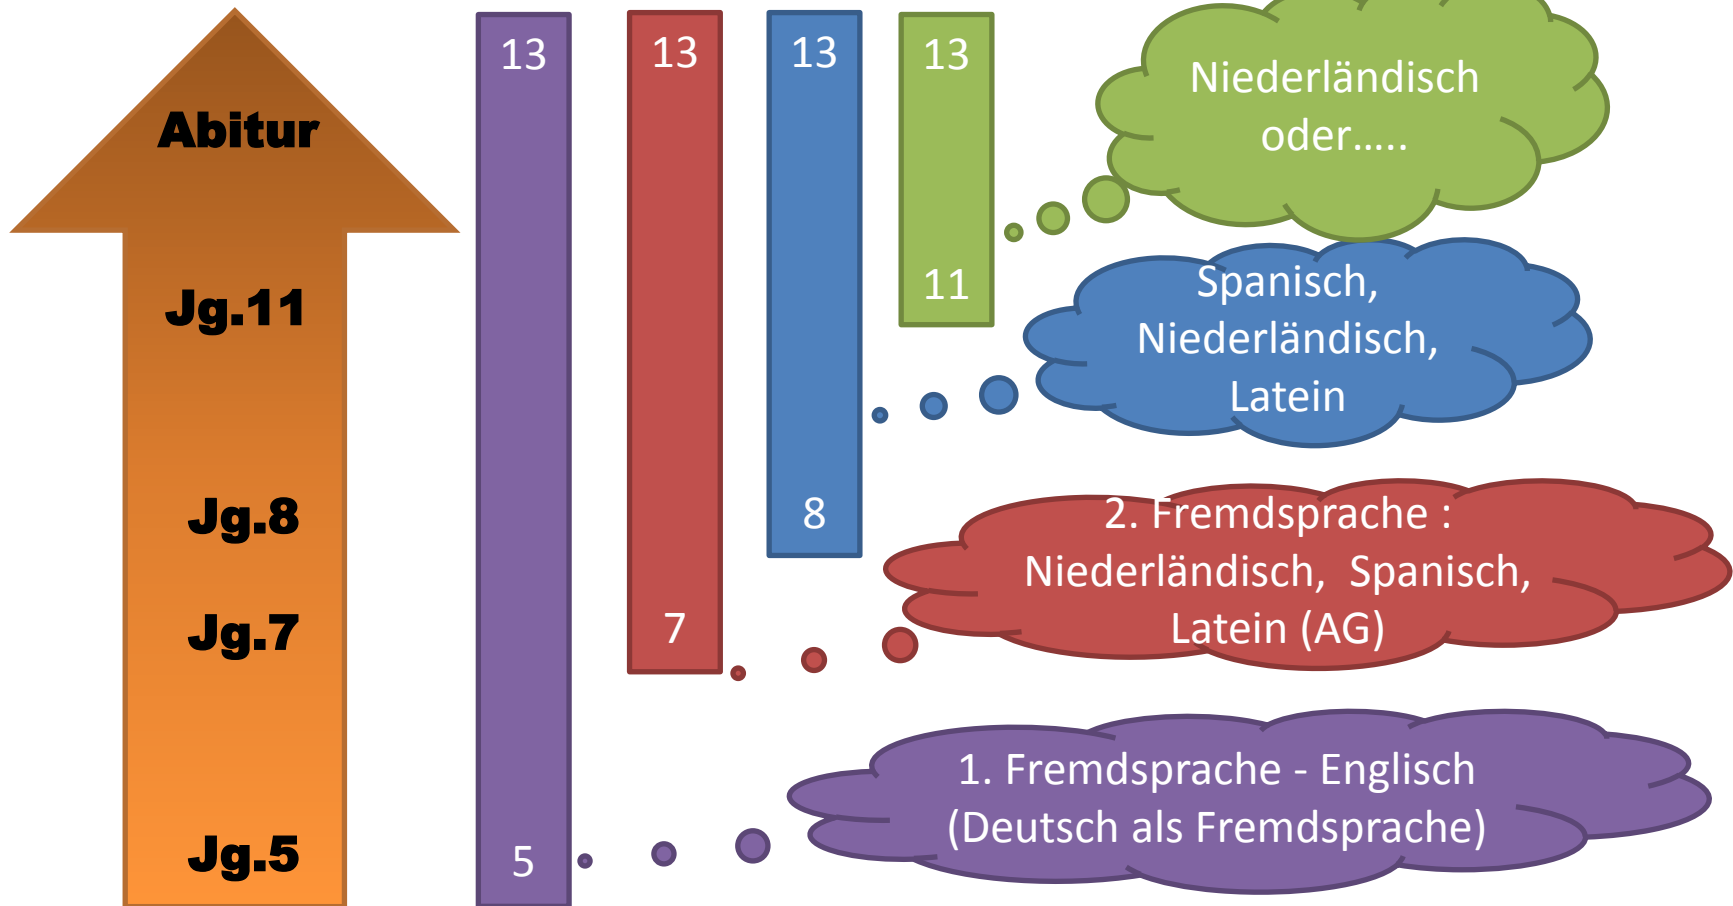 Abitur
Jg.11
Jg.8
Jg.7
Jg.5
13
5
13
7
13
8
13
11
Niederländisch
oder.....
Spanisch,
Niederländisch,
Latein
2. Fremdsprache :
Niederländisch, Spanisch,
Latein (AG)
1. Fremdsprache - Englisch
(Deutsch als Fremdsprache)